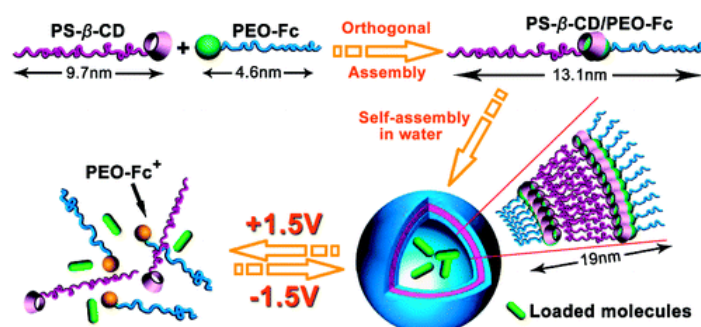 PS-β-CD
+
PEO-Fc
9.7nm
4.6nm
Orthogonal
Assembly
PS-β-CD/PEO-Fc
13.1nm
Self-assembly
in water
PEO-Fc⁺
+1.5V
-1.5V
19nm
Loaded molecules